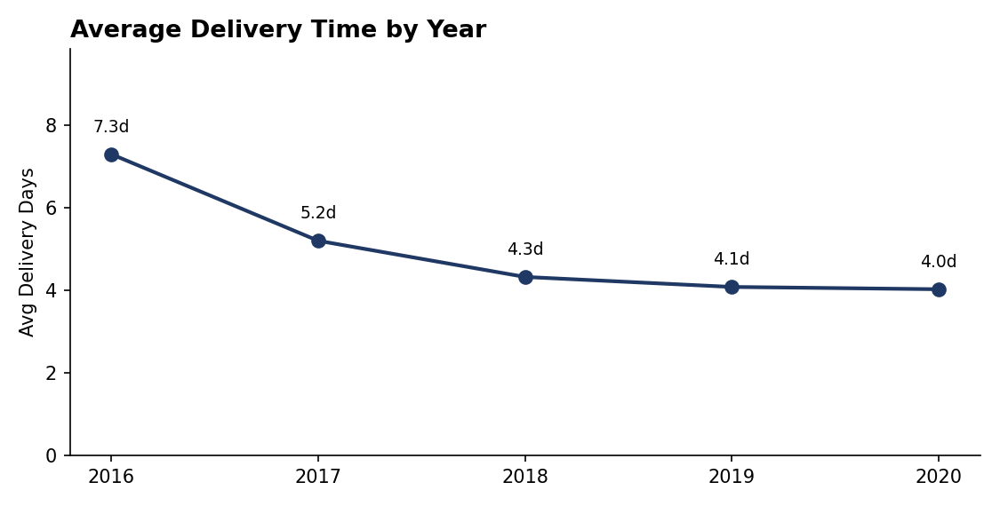 Average Delivery Time by Year
Avg Delivery Days
8
6
4
2
0
7.3d
5.2d
4.3d
4.1d
4.0d
2016 2017 2018 2019 2020